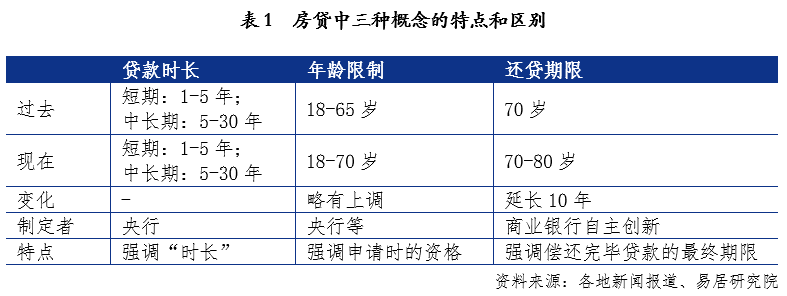 表1 房贷中三种概念的特点和区别
贷款时长 年龄限制 还贷期限
过去 短期：1-5 年；
中长期：5-30 年 18-65 岁 70 岁
现在 短期：1-5 年；
中长期：5-30 年 18-70 岁 70-80 岁
变化 - 略有上调 延长 10 年
制定者 央行 央行等 商业银行自主创新
特点 强调“时长” 强调申请时的资格 强调偿还完毕贷款的最终期限
资料来源：各地新闻报道、易居研究院